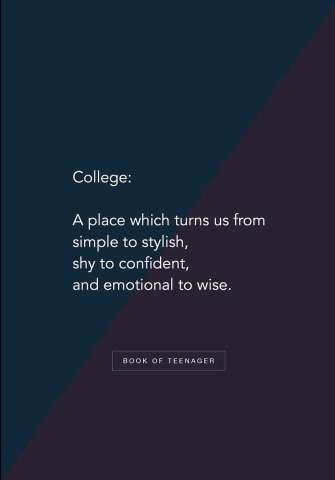 College:
A place which turns us from
simple to stylish,
shy to confident,
and emotional to wise.
BOOK OF TEENAGER